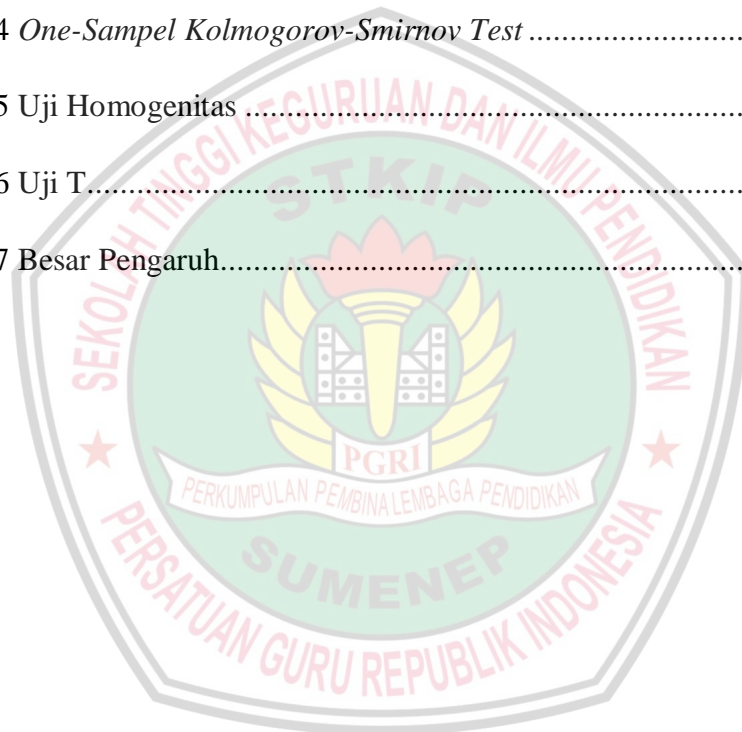 4 One-Sampel Kolmogorov-Smirnov Test ..........................
5 Uji Homogenitas ......................................................
6 Uji T.........................................................................
7 Besar Pengaruh.........................................................
SEKOLAH TINGGI KEGURUAN DAN ILMU PENDIDIKAN
STKIP
PGRI
PERKUMPULAN PEMBINA LEMBAGA PENDIDIKAN
SUMENEP
PERSATUAN GURU REPUBLIK INDONESIA